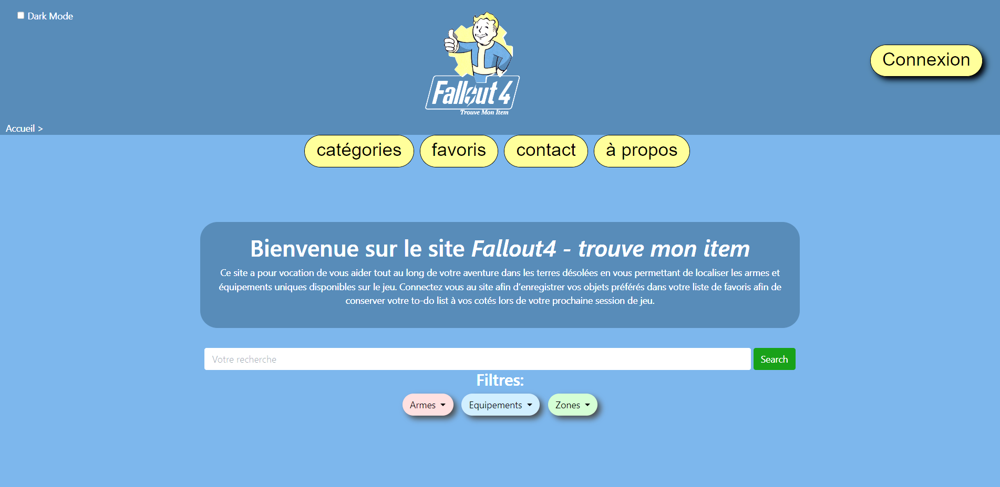 Dark Mode
Fallout 4
Trouve Mon Item
Connexion
Accueil >
catégories
favoris
contact
à propos
Bienvenue sur le site Fallout4 - trouve mon item
Ce site a pour vocation de vous aider tout au long de votre aventure dans les terres désolées en vous permettant de localiser les armes et
équipements uniques disponibles sur le jeu. Connectez vous au site afin d’enregistrer vos objets préférés dans votre liste de favoris afin de
conserver votre to-do list à vos cotés lors de votre prochaine session de jeu.
Votre recherche
Search
Filtres:
Armes
Equipements
Zones